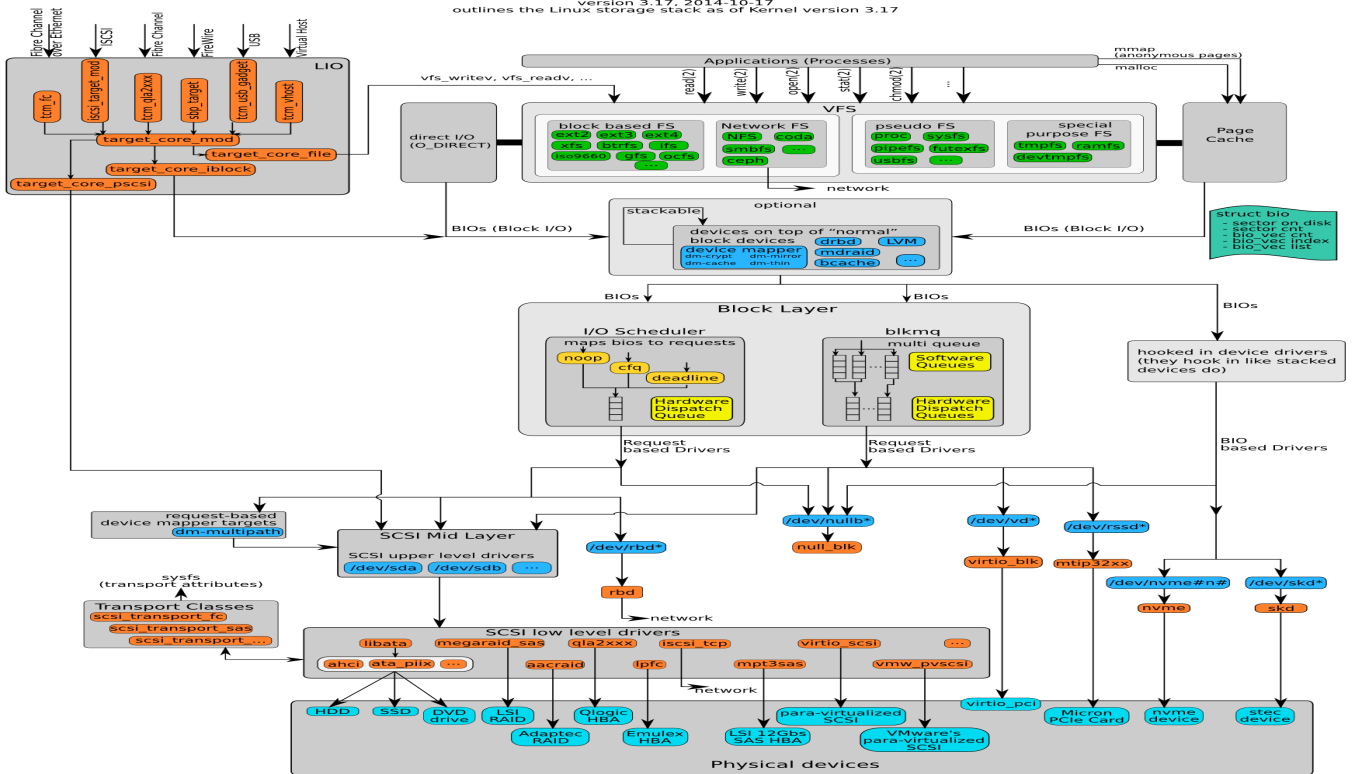 version 3.17, 2014-10-17
outlines the Linux storage stack as of Kernel version 3.17
Fibre Channel
over Ethernet
ISCSI
Fibre Channel
FireWire
USB
Virtual Host
LIO
tcm_fc
iscsi_target_mod
tcm_qla2xxx
sbp_target
tcm_usb_gadget
tcm_vhost
target_core_mod
target_core_file
target_core_iblock
target_core_pscsi
vfs_writev, vfs_readv, ...
Applications (Processes)
read(2)
write(2)
open(2)
stat(2)
chmod(2)
...
mmap
(anonymous pages)
malloc
VFS
direct I/O
(O_DIRECT)
block based FS
ext2
ext3
ext4
xfs
btrfs
ifs
iso9660
gfs
ocfs
...
Network FS
NFS
coda
smbfs
...
ceph
pseudo FS
proc
sysfs
pipefs
futexfs
usbfs
...
special
purpose FS
tmpfs
ramfs
devtmpfs
Page
Cache
network
optional
stackable
BIOs (Block I/O)
BIOs (Block I/O)
devices on top of “normal”
block devices
drbd
LVM
device mapper
dm-crypt
dm-mirror
dm-cache
dm-thin
mdraid
bcache
...
struct bio
- sector on disk
- sector cnt
- bio_vec cnt
- bio_vec index
- bio_vec list
BIOs
BIOs
BIOs
Block Layer
I/O Scheduler
maps bios to requests
noop
cfq
deadline
Hardware
Dispatch
Queue
blkmq
multi queue
Software
Queues
Hardware
Dispatch
Queues
hooked in device drivers
(they hook in like stacked
devices do)
Request
based Drivers
Request
based Drivers
BIO
based Drivers
request-based
device mapper targets
dm-multipath
SCSI Mid Layer
SCSI upper level drivers
/dev/sda
/dev/sdb
...
/dev/rbd*
rbd
network
/dev/nullb*
null_blk
/dev/vd*
virtio_blk
/dev/rssd*
mtip32xx
/dev/nvme#n#
nvme
/dev/skd*
skd
sysfs
(transport attributes)
Transport Classes
scsi_transport_fc
scsi_transport_sas
scsi_transport_...
SCSI low level drivers
libata
megaraid_sas
qla2xxx
iscsi_tcp
virtio_scsi
...
ahci
ata_piix
...
aacraid
lpfc
mpt3sas
vmw_pvscsi
network
HDD
SSD
DVD
drive
LSI
RAID
Adaptec
RAID
Qlogic
HBA
Emulex
HBA
LSI 12Gbs
SAS HBA
para-virtualized
SCSI
VMware's
para-virtualized
SCSI
virtio_pci
Micron
PCIe Card
nvme
device
stec
device
Physical devices